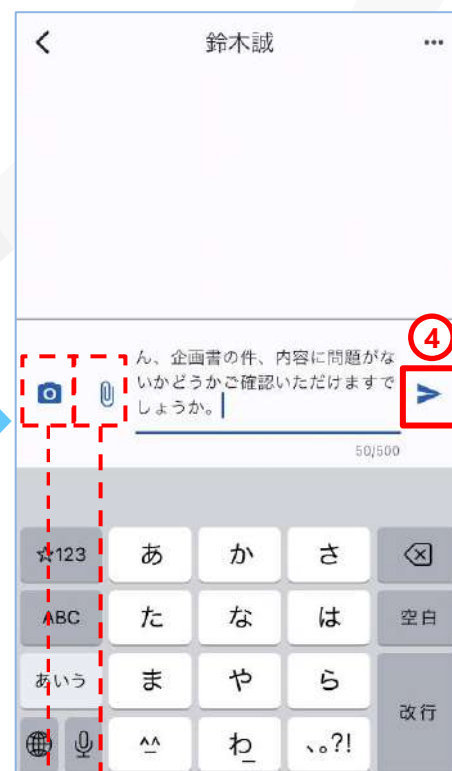 鈴木誠
•••
④
ん、企画書の件、内容に問題がな
いかどうかご確認いただけますで
しょうか。
50/500
☆123
あ
か
さ
ABC
た
な
は
空白
あいう
ま
や
ら
改行
^^
わ_
、。?!